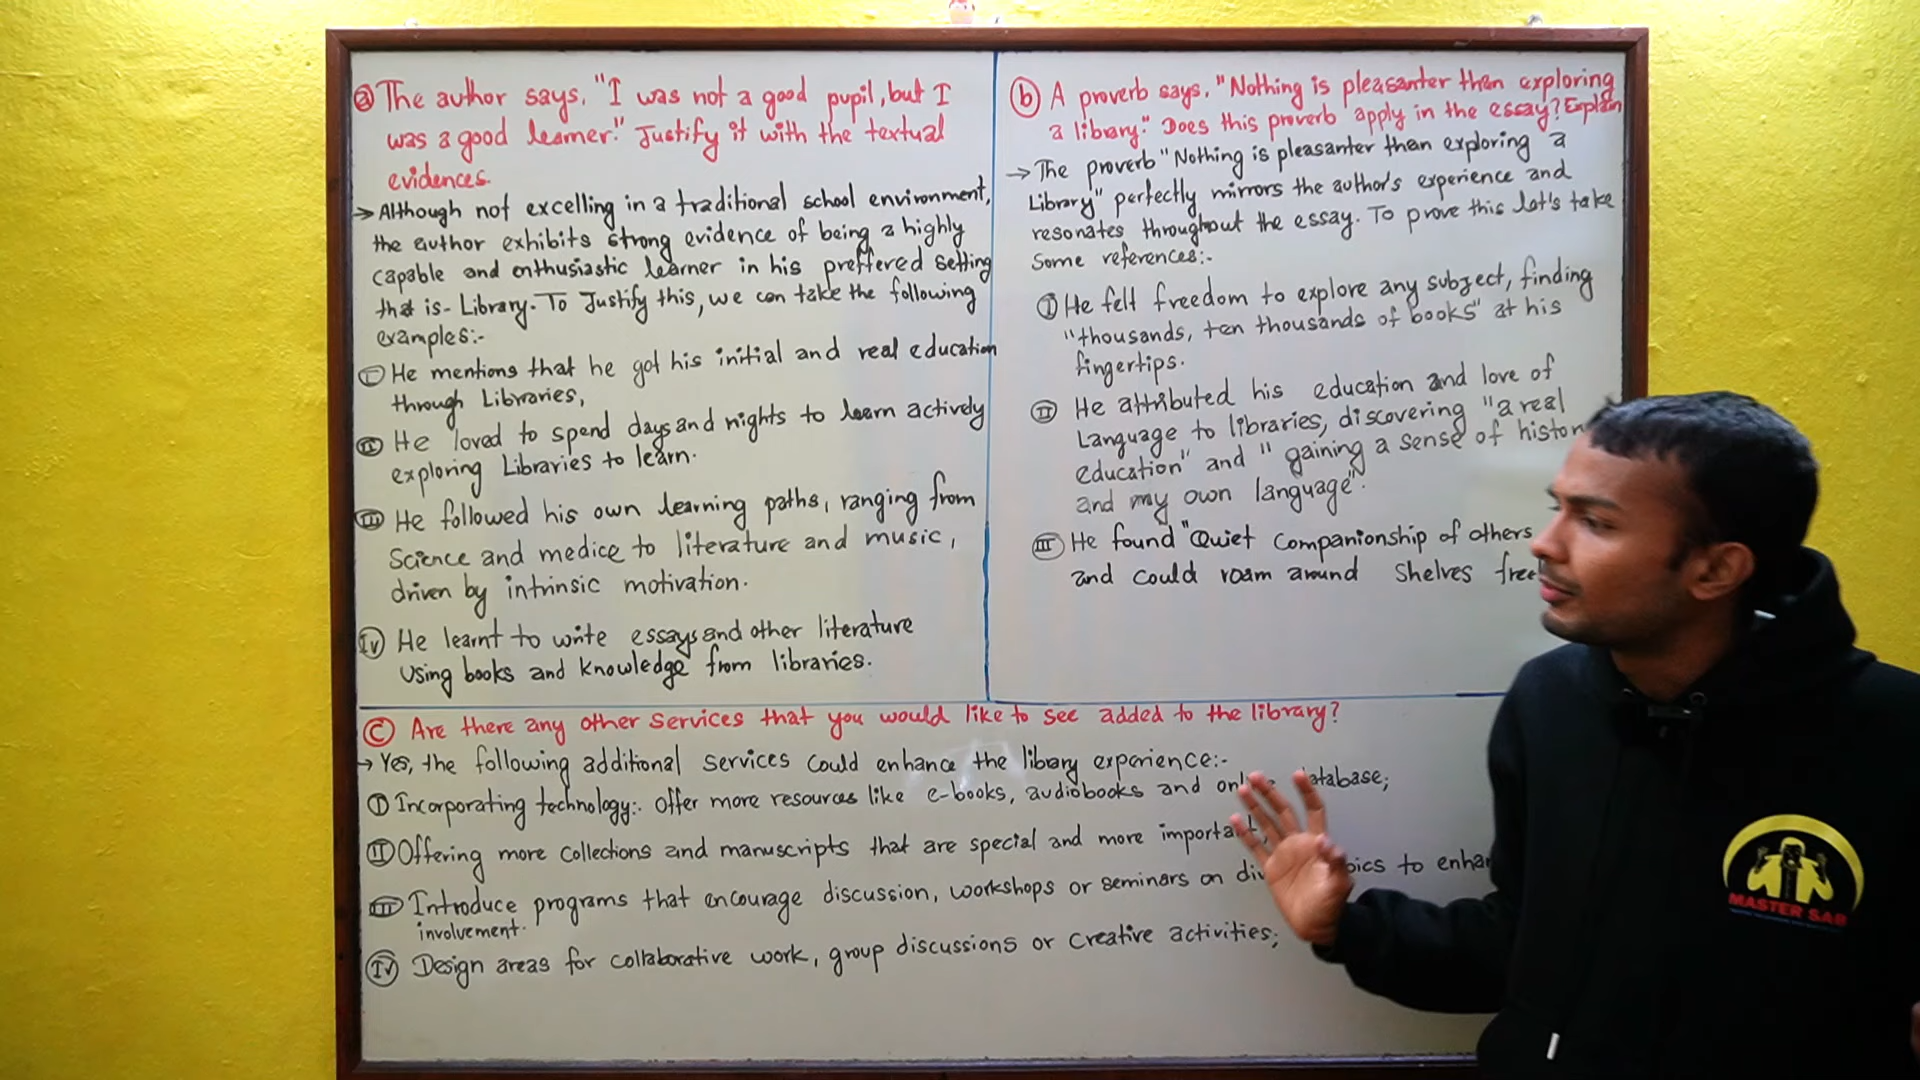 ⓐ The author says, "I was not a good pupil, but I
was a good learner." Justify it with the textual
evidences.
→ Although not excelling in a traditional school environment,
the author exhibits strong evidence of being a highly
capable and enthusiastic learner in his preffered setting
that is - Library. To Justify this, we can take the following
examples:-
Ⓘ He mentions that he got his initial and real education
through Libraries,
Ⓘⓘ He loved to spend days and nights to learn actively
exploring Libraries to learn.
III He followed his own learning paths, ranging from
Science and medice to literature and music,
driven by intrinsic motivation.
IV He learnt to write essays and other literature
using books and knowledge from libraries.
ⓑ A proverb says, "Nothing is pleasanter than exploring
a library." Does this proverb apply in the essay? Explain
→ The proverb "Nothing is pleasanter than exploring a
Library" perfectly mirrors the author's experience and
resonates throughout the essay. To prove this let's take
some references:-
I He felt freedom to explore any subject, finding
"thousands, ten thousands of books" at his
fingertips.
II He attributed his education and love of
Language to libraries, discovering "a real
education" and "gaining a sense of histor
and my own language".
III He found "Quiet Companionship of others
and could roam around Shelves free
Ⓒ Are there any other services that you would like to see added to the library?
→ Yes, the following additional services could enhance the library experience:-
I Incorporating technology:. Offer more resources like e-books, audiobooks and database;
II Offering more collections and manuscripts that are special and more important,
III Introduce programs that encourage discussion, workshops or seminars on to
involvement.
IV Design areas for collaborative work, group discussions or creative activities;
MASTER SAB